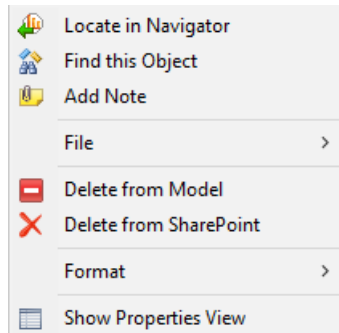 Locate in Navigator
Find this Object
Add Note
File
Delete from Model
Delete from SharePoint
Format
Show Properties View